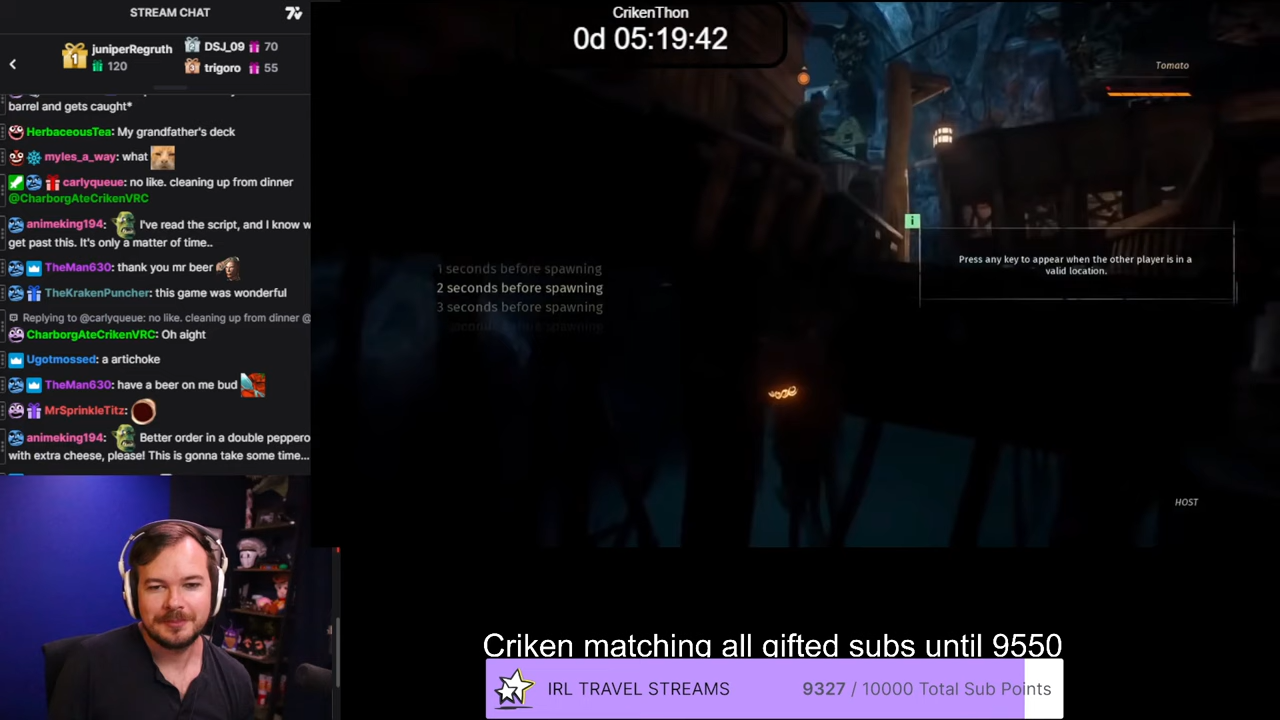 STREAM CHAT
juniperRegruth
120
DSJ_09 70
trigoro 55
barrel and gets caught*
HerbaceousTea: My grandfather's deck
myles_a_way: what
carlyqueue: no like. cleaning up from dinner
@CharborgAteCrikenVRC
animeking194: I've read the script, and I know w
get past this. It's only a matter of time..
TheMan630: thank you mr beer
TheKrakenPuncher: this game was wonderful
Replying to @carlyqueue: no like. cleaning up from dinner @
CharborgAteCrikenVRC: Oh aight
Ugotmossed: a artichoke
TheMan630: have a beer on me bud
MrSprinkleTitz:
animeking194: Better order in a double peppero
with extra cheese, please! This is gonna take some time...
CrikenThon
0d 05:19:42
Tomato
Press any key to appear when the other player is in a
valid location.
1 seconds before spawning
2 seconds before spawning
3 seconds before spawning
seconds before spawning
HOST
Criken matching all gifted subs until 9550
IRL TRAVEL STREAMS 9327 / 10000 Total Sub Points